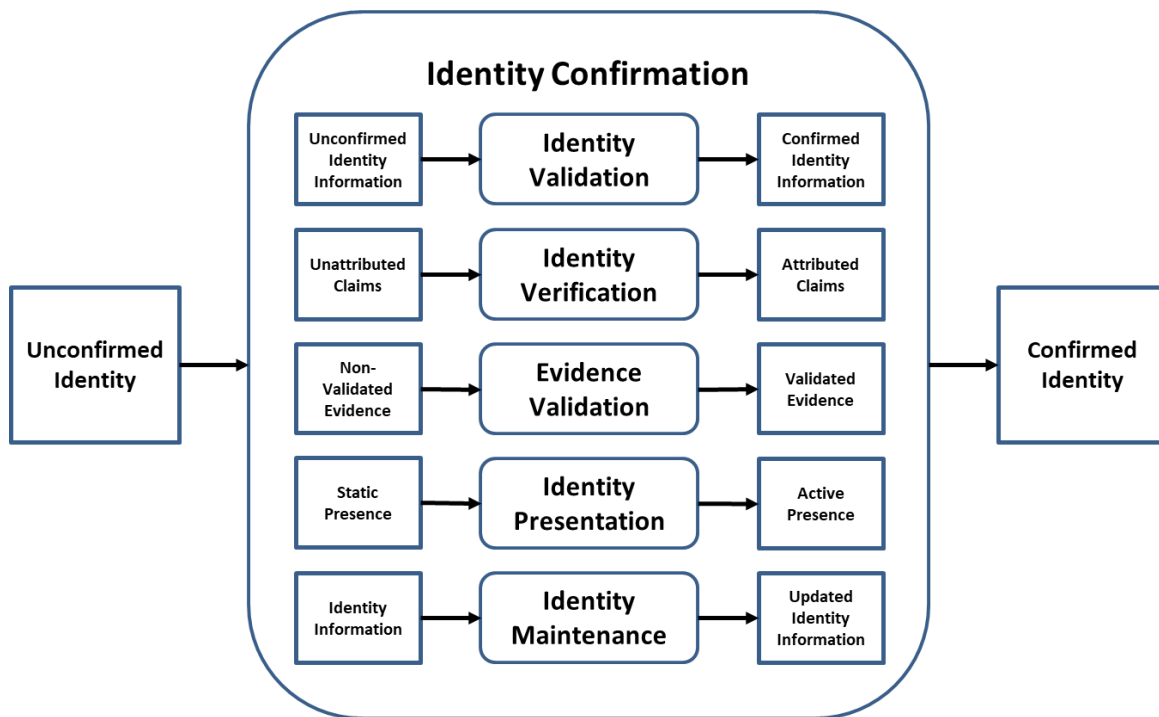 Identity Confirmation
Unconfirmed
Identity
Information
Identity
Validation
Confirmed
Identity
Information
Unattributed
Claims
Identity
Verification
Attributed
Claims
Unconfirmed
Identity
Non-
Validated
Evidence
Evidence
Validation
Validated
Evidence
Confirmed
Identity
Static
Presence
Identity
Presentation
Active
Presence
Identity
Information
Identity
Maintenance
Updated
Identity
Information